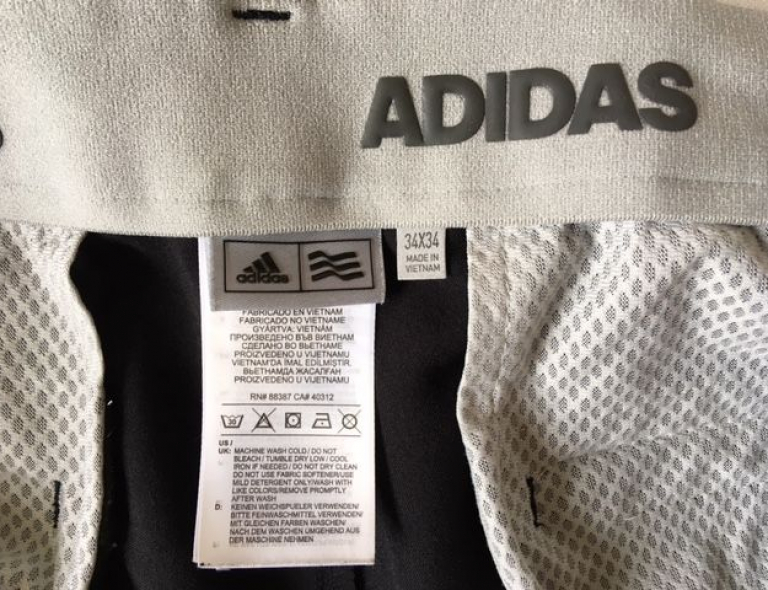 ADIDAS
adidas
34X34
MADE IN
VIETNAM
FABRICADO EN VIETNAM
FABRICADO NO VIETNAME
GYÁRTVA: VIETNÁM
ПРОИЗВЕДЕНО ВЪВ ВИЕТНАМ
СДЕЛАНО ВО ВЬЕТНАМЕ
PROIZVEDENO U VIJETNAMU
VIETNAM'DA İMAL EDİLMİŞTİR.
ВЬЕТНАМДА ЖАСАЛҒАН
PROIZVEDENO U VIJETNAMU
RN# 88387 CA# 40312
30
US /
UK: MACHINE WASH COLD / DO NOT
BLEACH / TUMBLE DRY LOW / COOL
IRON IF NEEDED / DO NOT DRY CLEAN
DO NOT USE FABRIC SOFTENER/USE
MILD DETERGENT ONLY/WASH WITH
LIKE COLORS/REMOVE PROMPTLY
AFTER WASH
D: KEINEN WEICHSPUELER VERWENDEN/
BITTE FEINWASCHMITTEL VERWENDEN/
MIT GLEICHEN FARBEN WASCHEN/
NACH DEM WASCHEN UMGEHEND AUS
DER MASCHINE NEHMEN